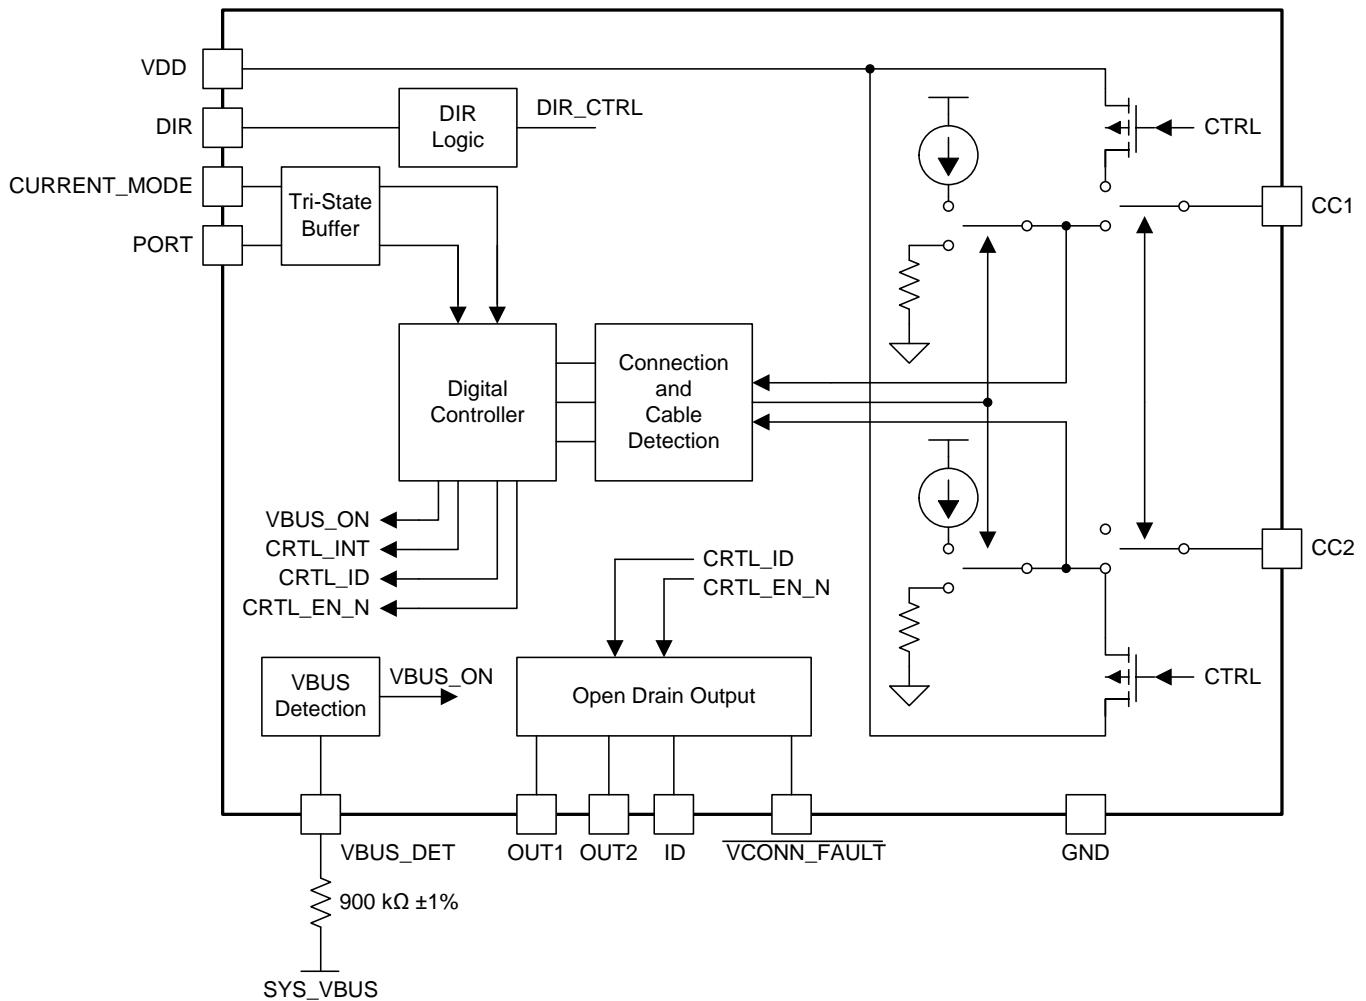 VDD
DIR
CURRENT_MODE
PORT
DIR
Logic
DIR_CTRL
Tri-State
Buffer
CTRL
CC1
Digital
Controller
Connection
and
Cable
Detection
VBUS_ON
CRTL_INT
CRTL_ID
CRTL_EN_N
CRTL_ID
CRTL_EN_N
CC2
VBUS
Detection
VBUS_ON
Open Drain Output
CTRL
VBUS_DET
OUT1
OUT2
ID
VCONN_FAULT
GND
900 kΩ ±1%
SYS_VBUS